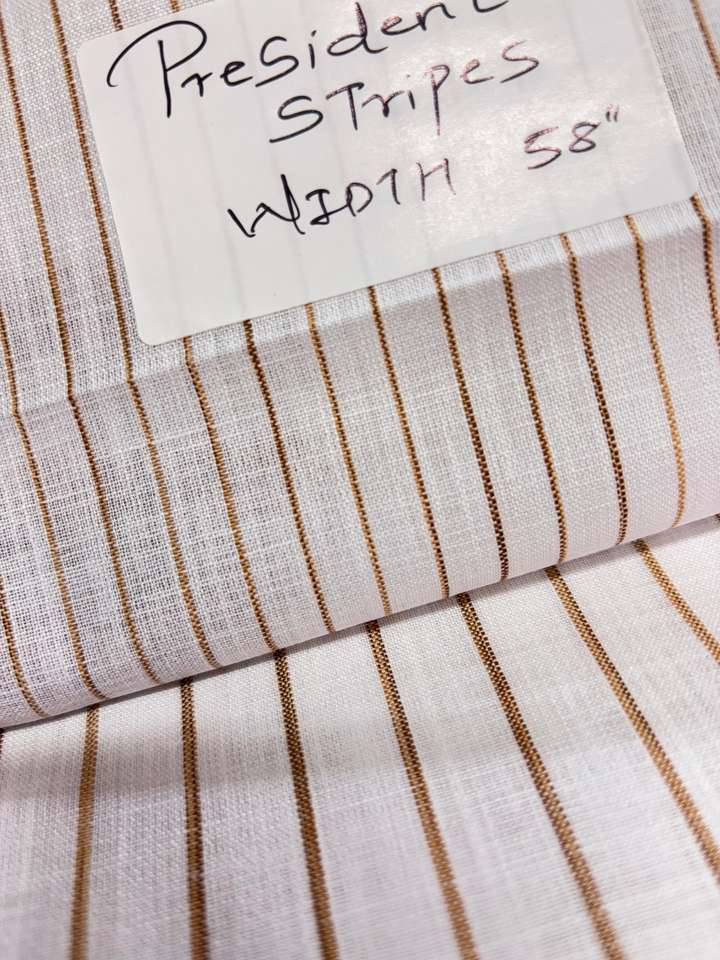 President
STripes
WIDTH 58"